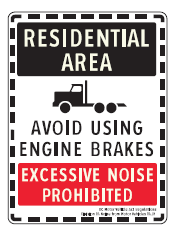 RESIDENTIAL
AREA
AVOID USING
ENGINE BRAKES
EXCESSIVE NOISE
PROHIBITED